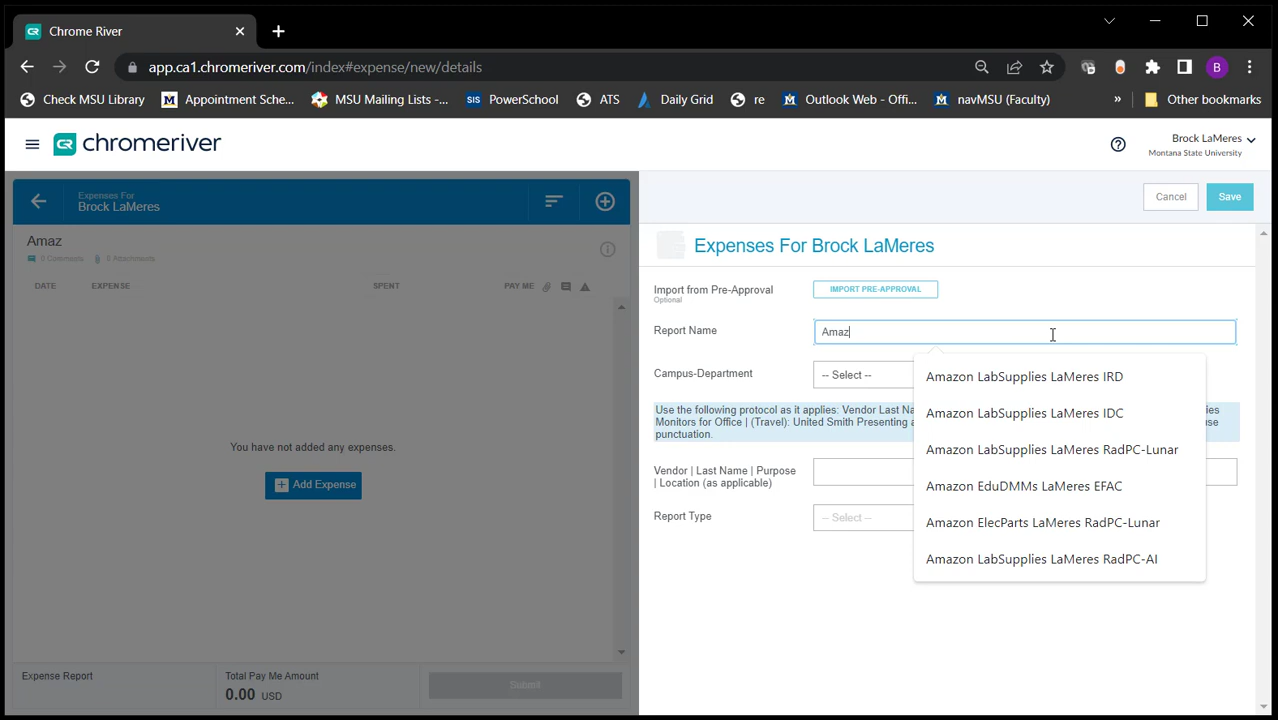 CR Chrome River
app.ca1.chromeriver.com/index#expense/new/details
B
Check MSU Library
M Appointment Sche...
MSU Mailing Lists -...
SIS PowerSchool
ATS
Daily Grid
re
M Outlook Web - Offi...
M navMSU (Faculty)
»
Other bookmarks
CR chromeriver
Brock LaMeres
Montana State University
Expenses For
Brock LaMeres
Cancel
Save
Amaz
0 Comments
0 Attachments
DATE
EXPENSE
SPENT
PAY ME
You have not added any expenses.
Add Expense
Expense Report
Total Pay Me Amount
0.00 USD
Submit
Expenses For Brock LaMeres
Import from Pre-Approval
Optional
IMPORT PRE-APPROVAL
Report Name
Amaz
Campus-Department
-- Select --
Use the following protocol as it applies: Vendor Last Na
ies
Monitors for Office | (Travel): United Smith Presenting a
use
punctuation.
Vendor | Last Name | Purpose
| Location (as applicable)
Report Type
-- Select --
Amazon LabSupplies LaMeres IRD
Amazon LabSupplies LaMeres IDC
Amazon LabSupplies LaMeres RadPC-Lunar
Amazon EduDMMs LaMeres EFAC
Amazon ElecParts LaMeres RadPC-Lunar
Amazon LabSupplies LaMeres RadPC-AI